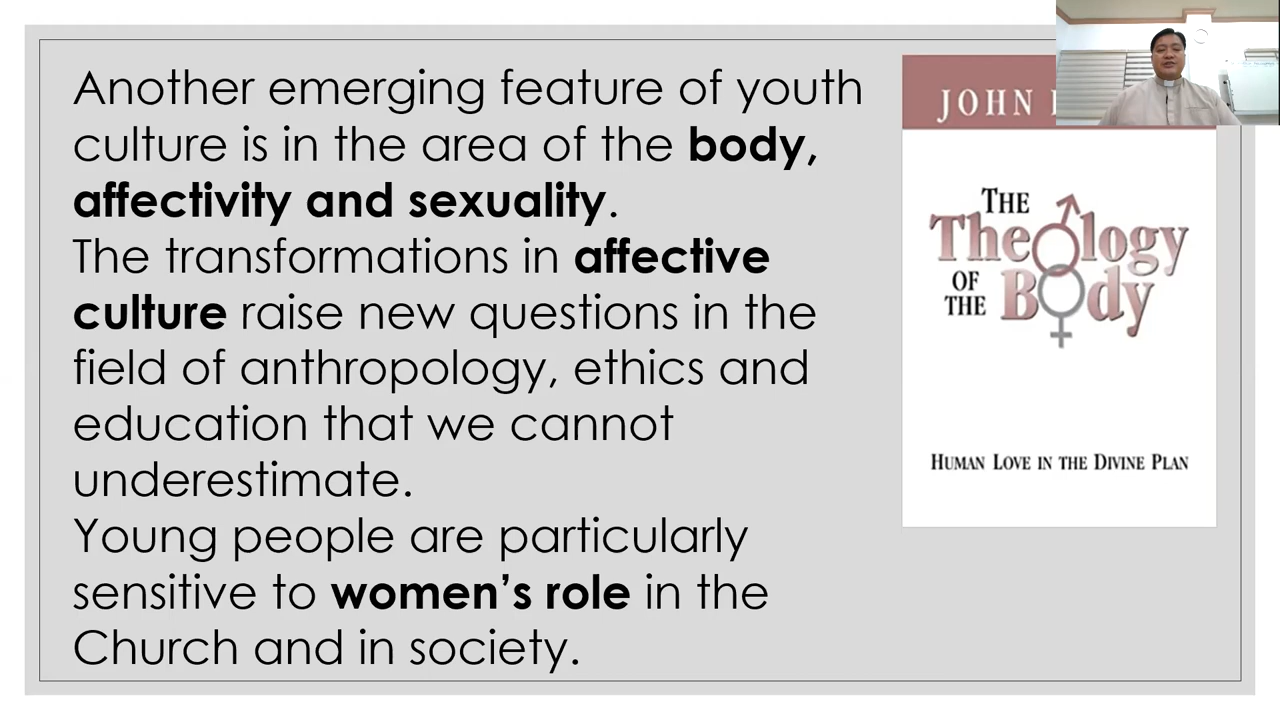 Another emerging feature of youth
culture is in the area of the body,
affectivity and sexuality.
The transformations in affective
culture raise new questions in the
field of anthropology, ethics and
education that we cannot
underestimate.
Young people are particularly
sensitive to women’s role in the
Church and in society.
JOHN
THE
Theology
OF
THE Body
HUMAN LOVE IN THE DIVINE PLAN